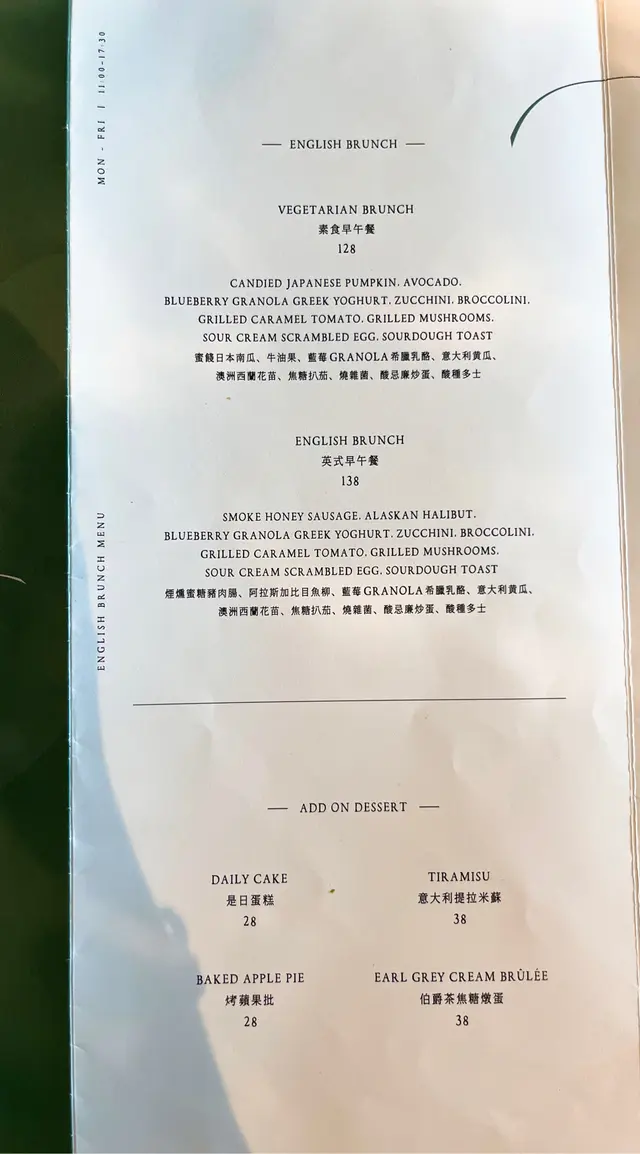 MON - FRI | 11:00-17:30
ENGLISH BRUNCH
VEGETARIAN BRUNCH
素食早午餐
128
CANDIED JAPANESE PUMPKIN. AVOCADO.
BLUEBERRY GRANOLA GREEK YOGHURT. ZUCCHINI. BROCCOLINI.
GRILLED CARAMEL TOMATO. GRILLED MUSHROOMS.
SOUR CREAM SCRAMBLED EGG. SOURDOUGH TOAST
蜜餞日本南瓜、牛油果、藍莓GRANOLA希臘乳酪、意大利黄瓜、
澳洲西蘭花苗、焦糖扒茄、燒雜菌、酸忌廉炒蛋、酸種多士
ENGLISH BRUNCH
英式早午餐
138
SMOKE HONEY SAUSAGE. ALASKAN HALIBUT.
BLUEBERRY GRANOLA GREEK YOGHURT. ZUCCHINI. BROCCOLINI.
GRILLED CARAMEL TOMATO. GRILLED MUSHROOMS.
SOUR CREAM SCRAMBLED EGG. SOURDOUGH TOAST
煙燻蜜糖豬肉腸、阿拉斯加比目魚柳、藍莓GRANOLA希臘乳酪、意大利黄瓜、
澳洲西蘭花苗、焦糖扒茄、燒雜菌、酸忌廉炒蛋、酸種多士
ENGLISH BRUNCH MENU
ADD ON DESSERT
DAILY CAKE
是日蛋糕
28
TIRAMISU
意大利提拉米蘇
38
BAKED APPLE PIE
烤蘋果批
28
EARL GREY CREAM BRÛLÉE
伯爵茶焦糖燉蛋
38